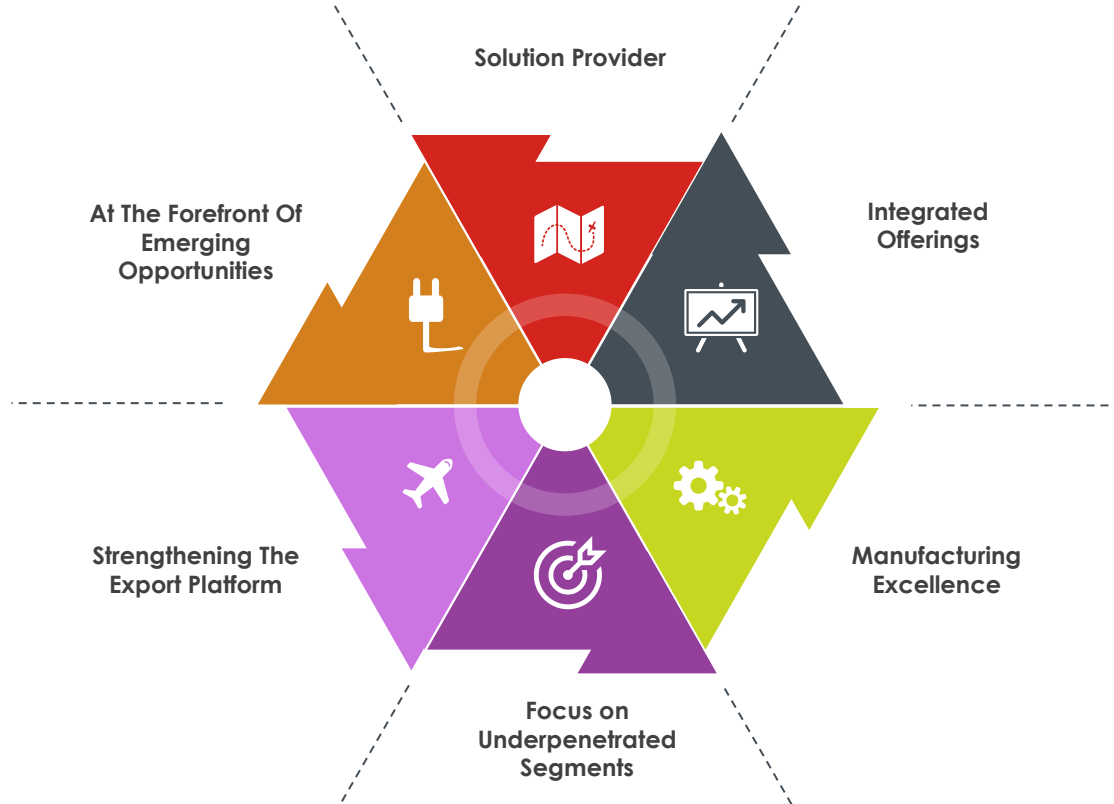 Solution Provider
At The Forefront Of
Emerging
Opportunities
Integrated
Offerings
Strengthening The
Export Platform
Manufacturing
Excellence
Focus on
Underpenetrated
Segments